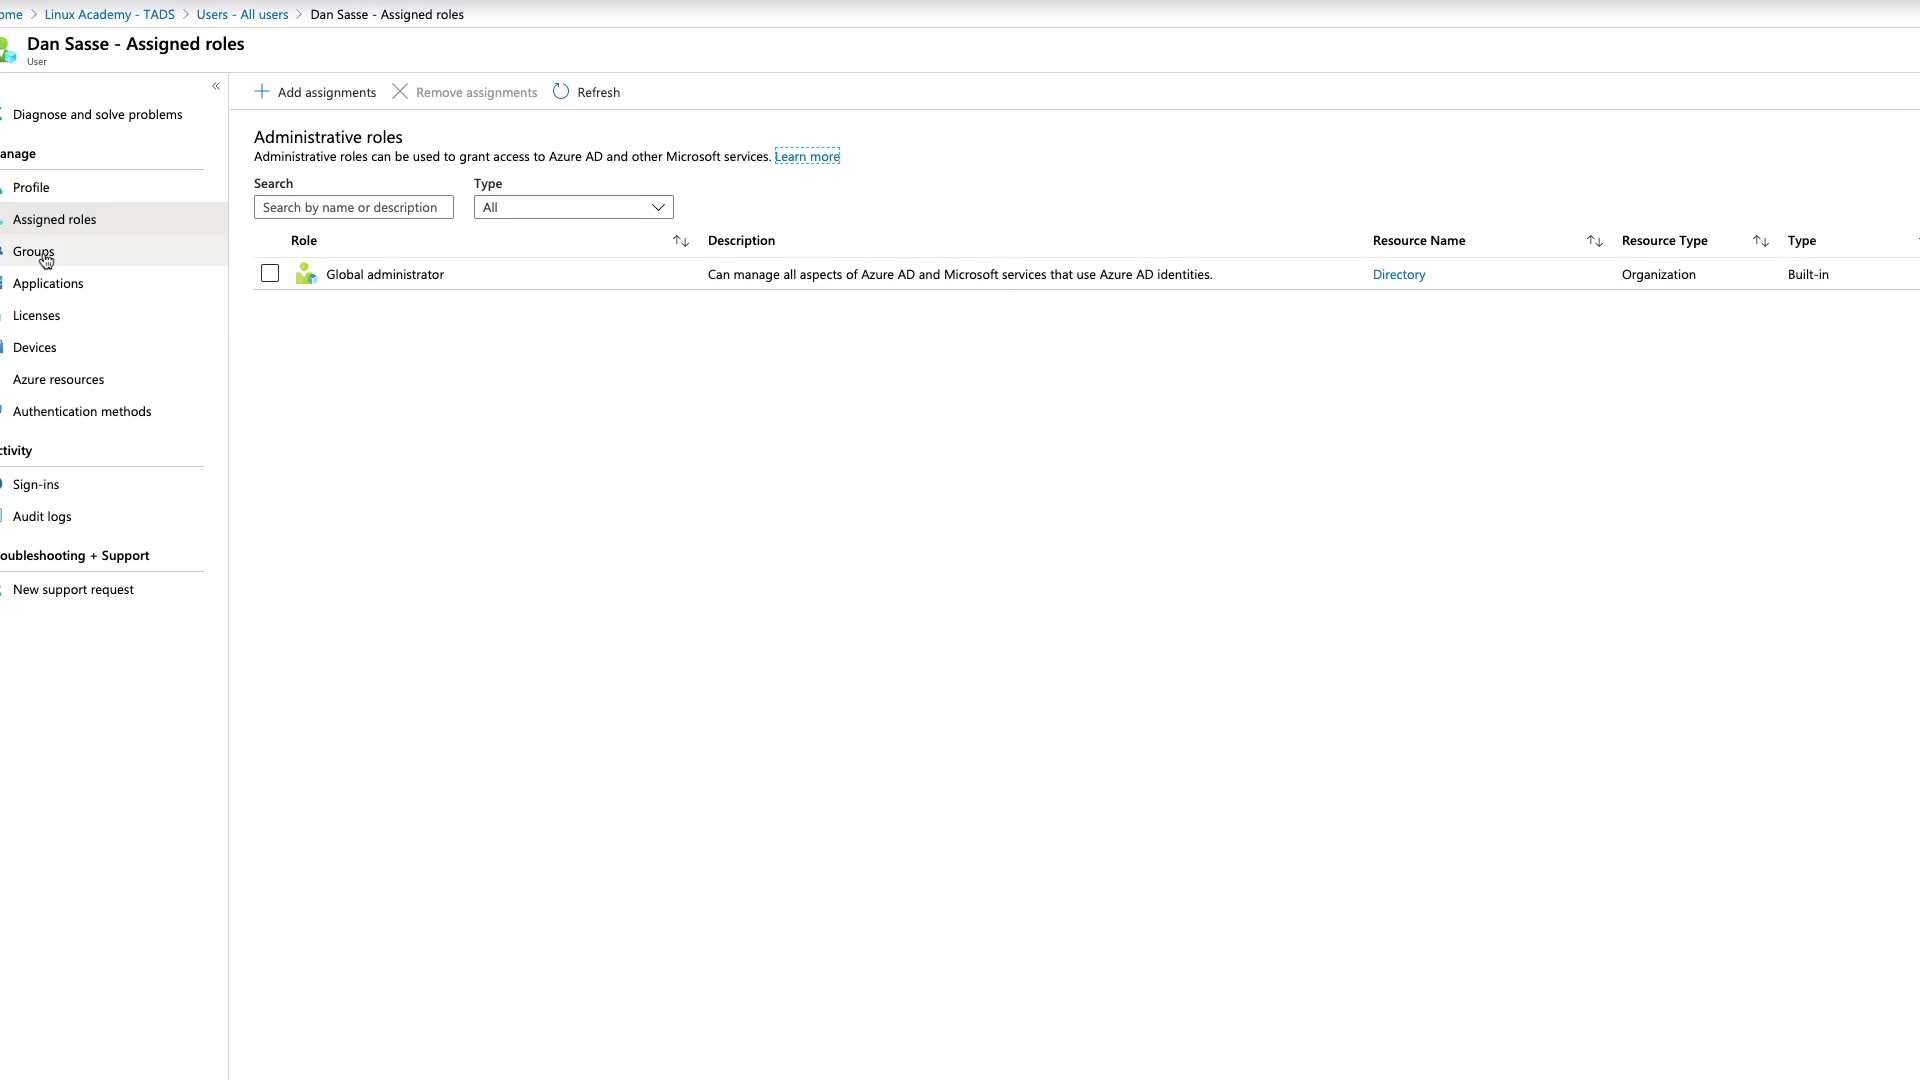 ome > Linux Academy - TADS > Users - All users > Dan Sasse - Assigned roles
Dan Sasse - Assigned roles
User
«
Diagnose and solve problems
anage
Profile
Assigned roles
Groups
Applications
Licenses
Devices
Azure resources
Authentication methods
ctivity
Sign-ins
Audit logs
oubleshooting + Support
New support request
Add assignments Remove assignments Refresh
Administrative roles
Administrative roles can be used to grant access to Azure AD and other Microsoft services. Learn more
Search Type
Search by name or description All
Role Description Resource Name Resource Type Type
Global administrator Can manage all aspects of Azure AD and Microsoft services that use Azure AD identities. Directory Organization Built-in